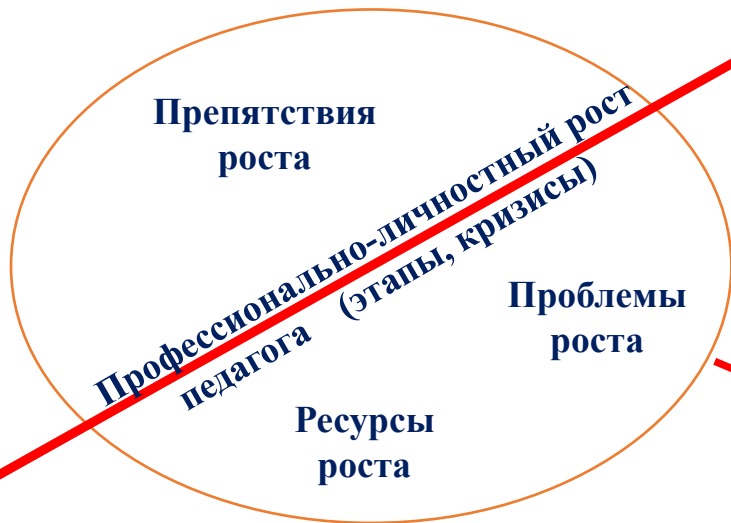 Препятствия
роста
Профессионально-личностный рост
педагога (этапы, кризисы)
Проблемы
роста
Ресурсы
роста